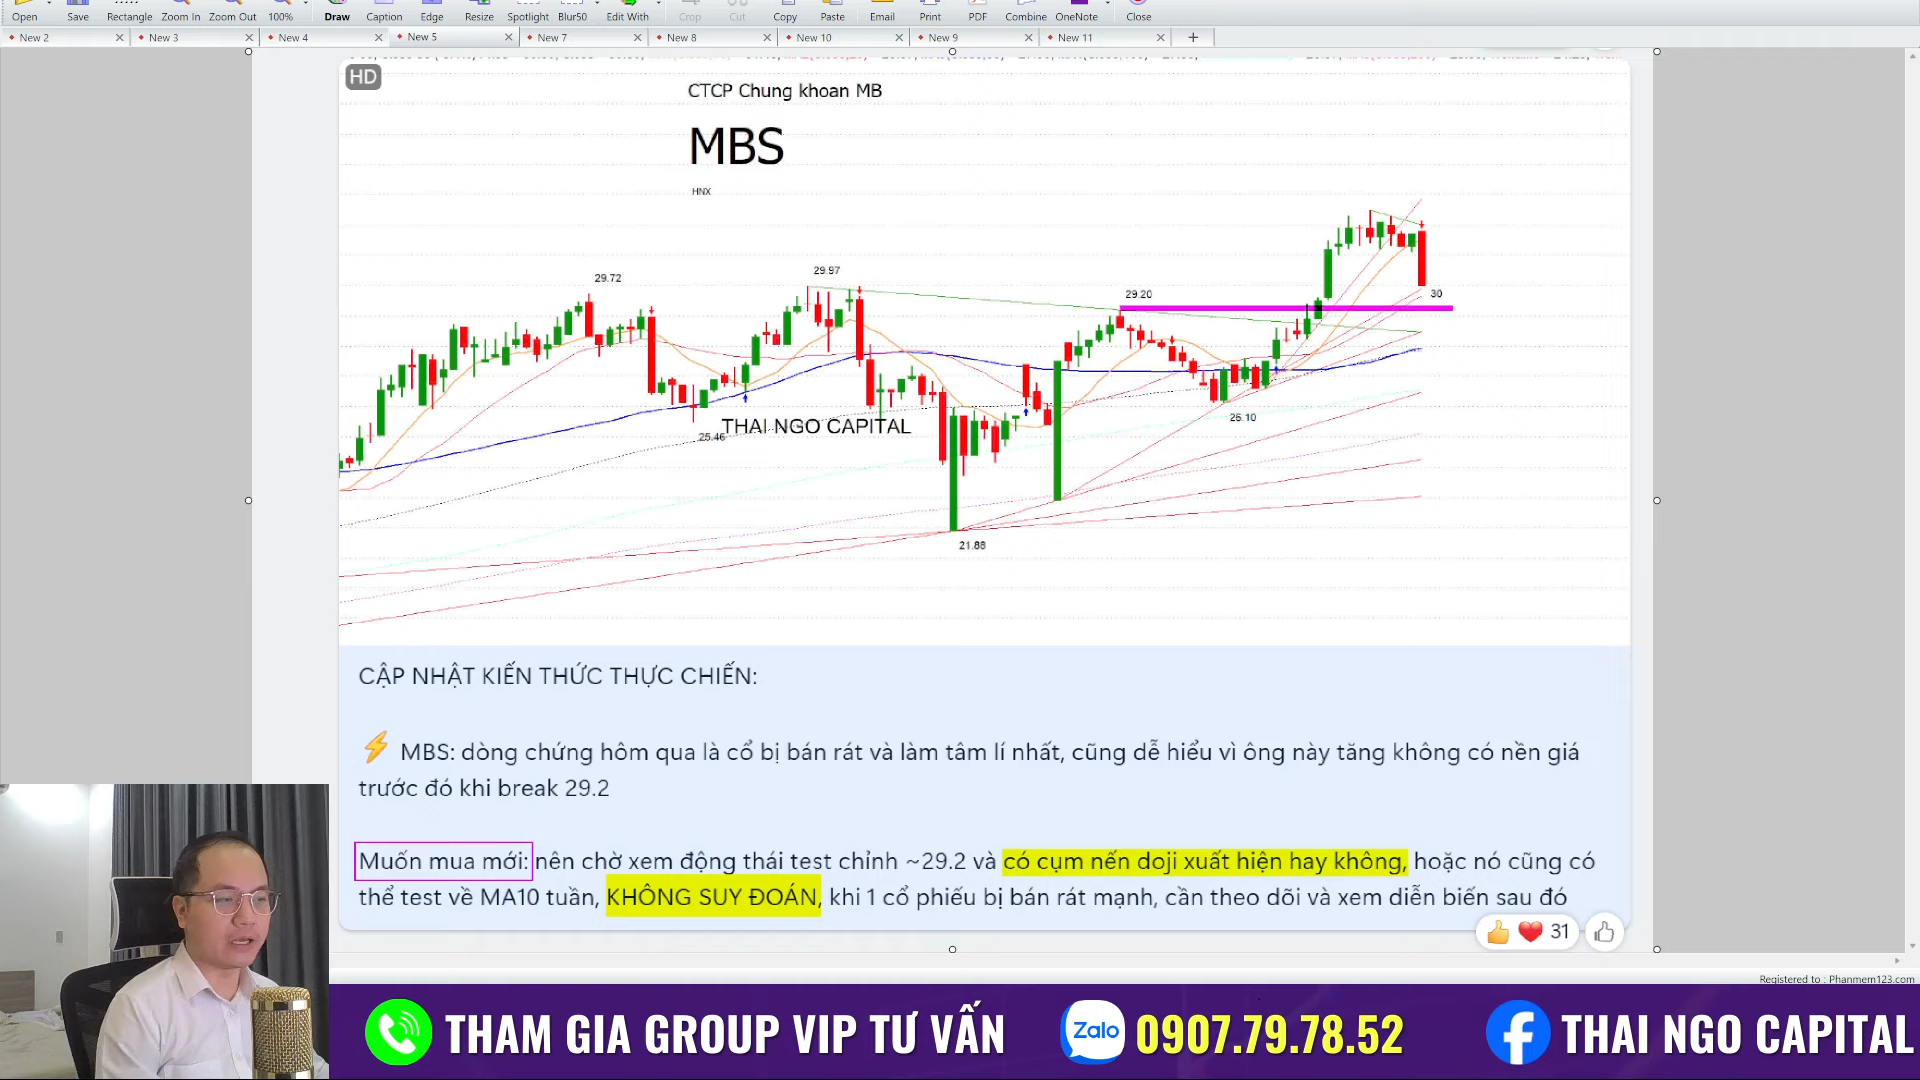 Open Save Rectangle Zoom In Zoom Out 100% Draw Caption Edge Resize Spotlight Blur50 Edit With Crop Cut Copy Paste Email Print PDF Combine OneNote Close
New 2 New 3 New 4 New 5 New 7 New 8 New 10 New 9 New 11
HD
CTCP Chung khoan MB
MBS
HNX
29.97
29.72
29.20
30
26.10
THAI NGO CAPITAL
25.46
21.88
CẬP NHẬT KIẾN THỨC THỰC CHIẾN:
MBS: dòng chứng hôm qua là cổ bị bán rát và làm tâm lí nhất, cũng dễ hiểu vì ông này tăng không có nền giá
trước đó khi break 29.2
Muốn mua mới: nên chờ xem động thái test chỉnh ~29.2 và có cụm nến doji xuất hiện hay không, hoặc nó cũng có
thể test về MA10 tuần, KHÔNG SUY ĐOÁN, khi 1 cổ phiếu bị bán rát mạnh, cần theo dõi và xem diễn biến sau đó
31
Registered to : Phanmem123.com
THAM GIA GROUP VIP TƯ VẤN
Zalo 0907.79.78.52
THAI NGO CAPITAL